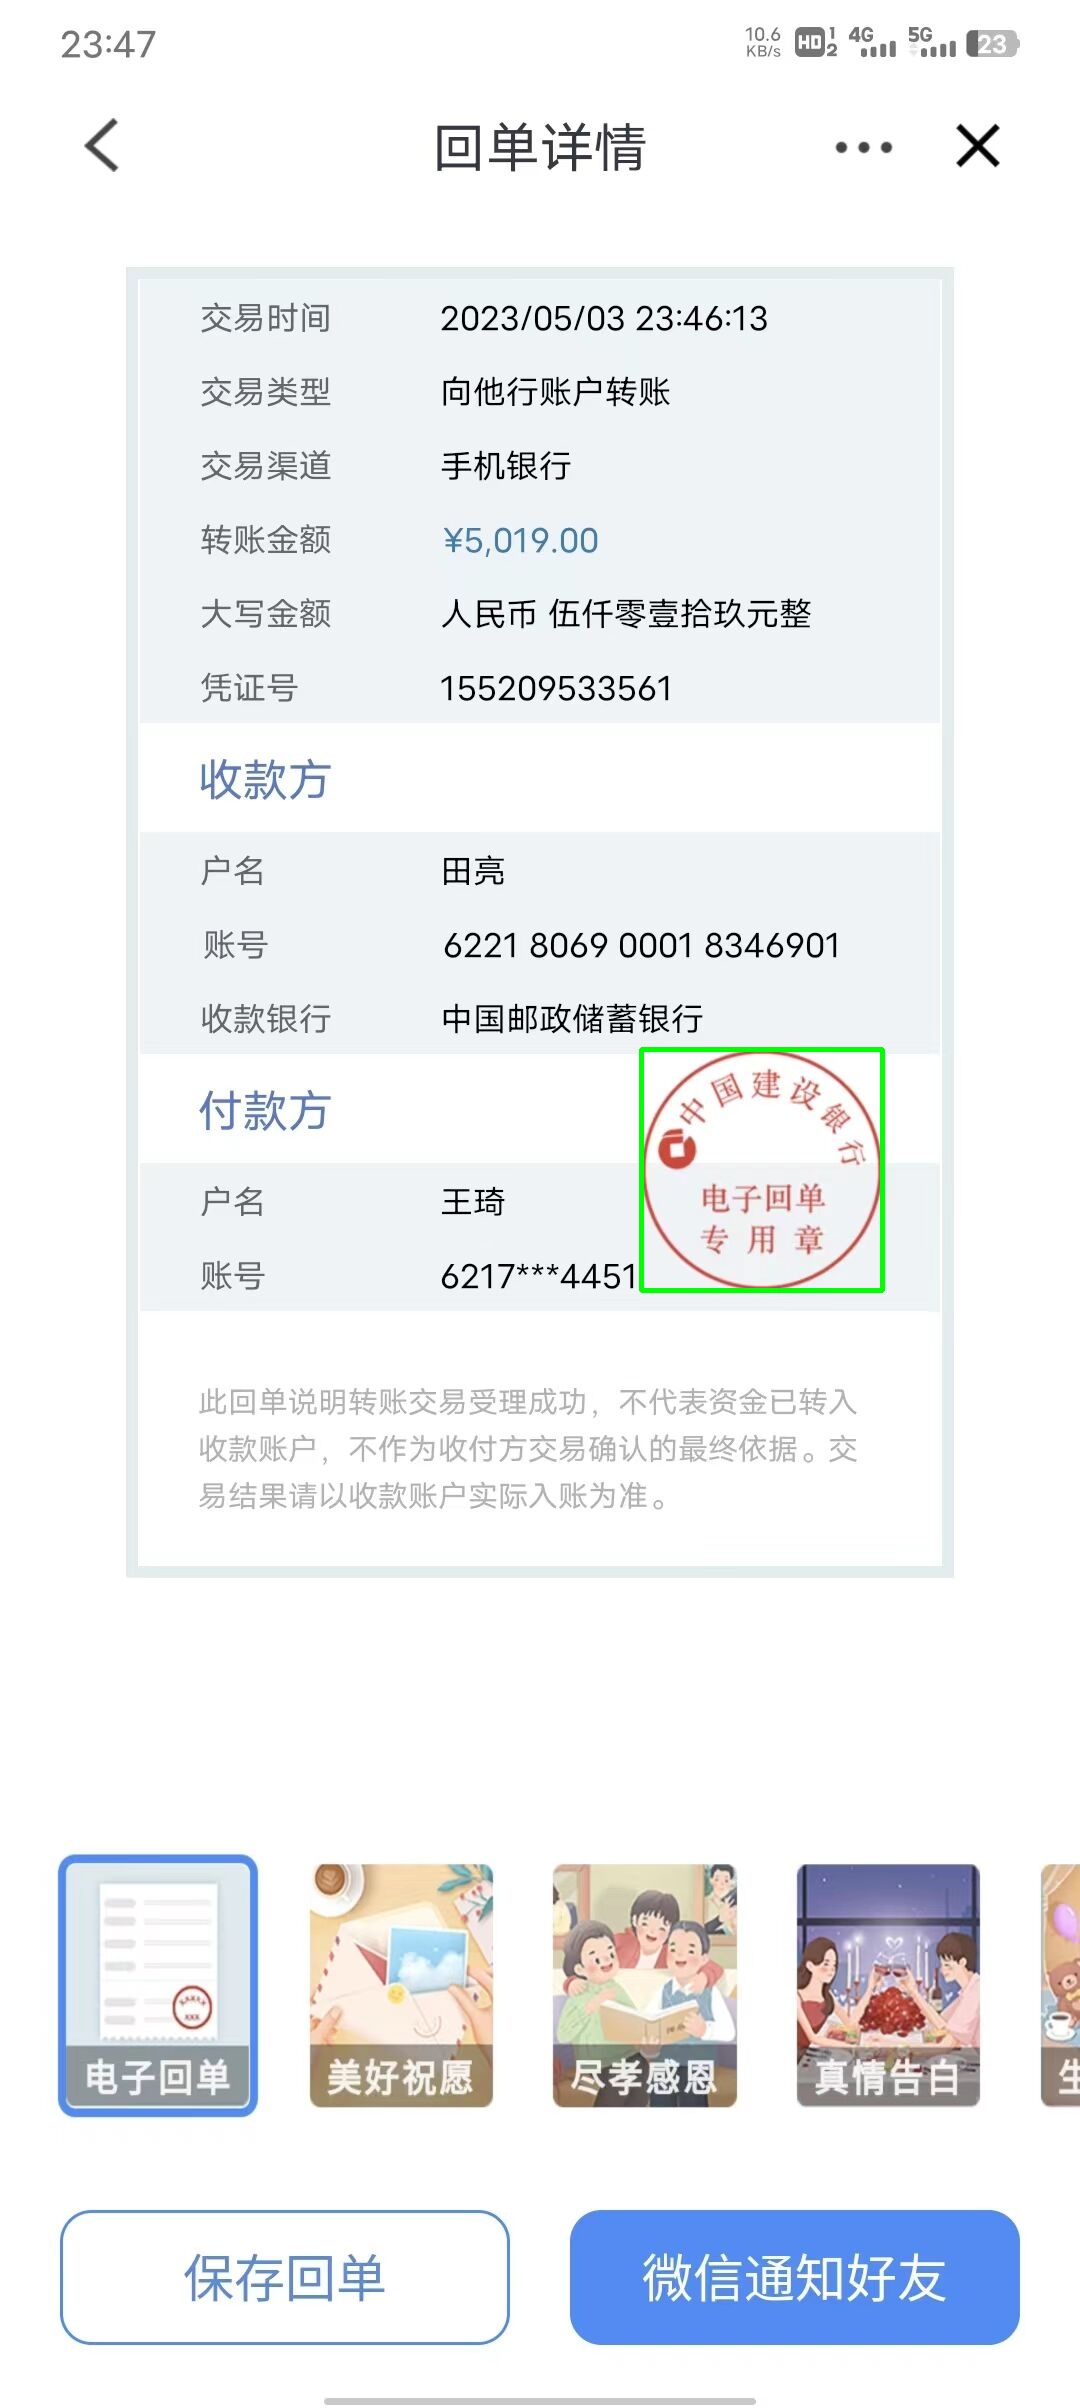 23:47
10.6 KB/s HD 1 2 4G 5G 23
回单详情
交易时间 2023/05/03 23:46:13
交易类型 向他行账户转账
交易渠道 手机银行
转账金额 ¥5,019.00
大写金额 人民币 伍仟零壹拾玖元整
凭证号 155209533561
收款方
户名 田亮
账号 6221 8069 0001 8346901
收款银行 中国邮政储蓄银行
付款方
中国建设银行
电子回单
专用章
户名 王琦
账号 6217***4451
此回单说明转账交易受理成功，不代表资金已转入
收款账户，不作为收付方交易确认的最终依据。交
易结果请以收款账户实际入账为准。
电子回单
美好祝愿
尽孝感恩
真情告白
保存回单
微信通知好友